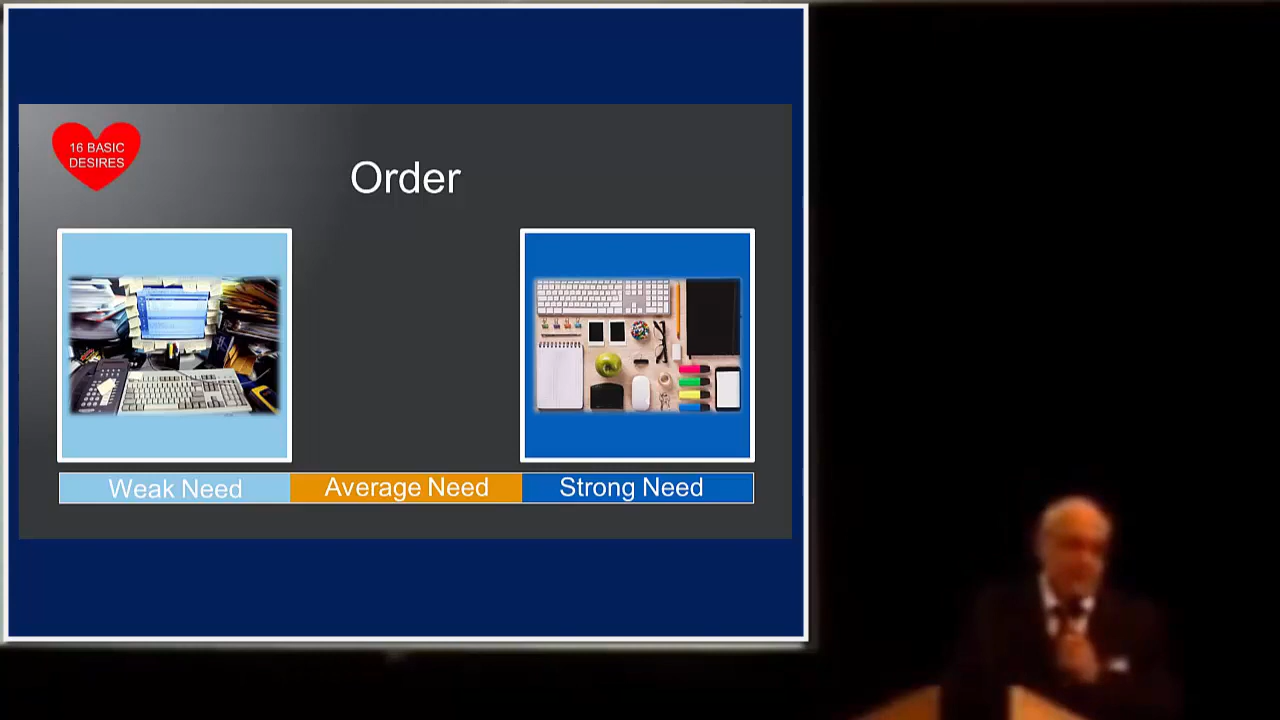 16 BASIC
DESIRES
Order
Weak Need
Average Need
Strong Need